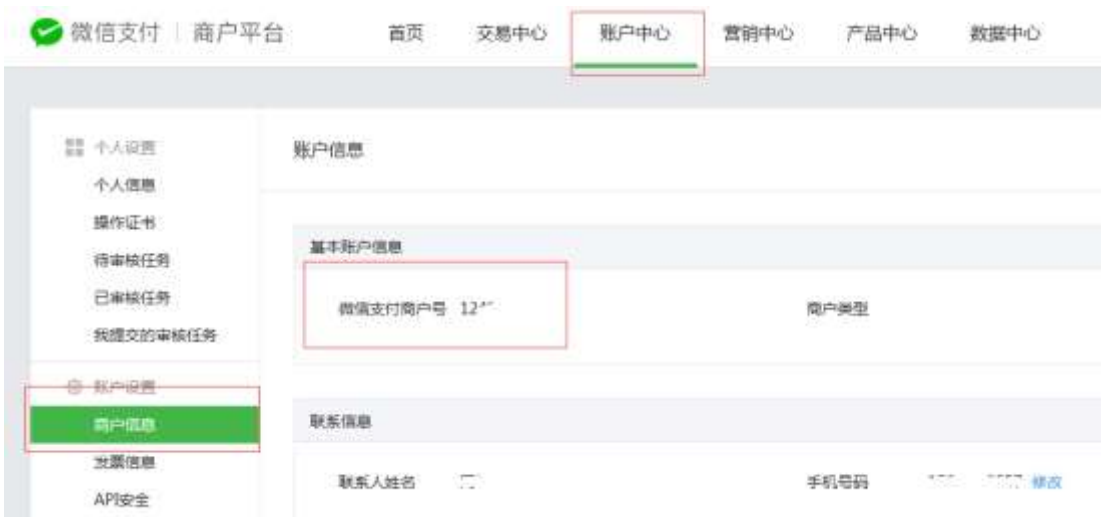 微信支付 | 商户平台
首页 交易中心 账户中心 营销中心 产品中心 数据中心
个人设置
个人信息
操作证书
待审核任务
已审核任务
我提交的审核任务
账户设置
商户信息
发票信息
API安全
账户信息
基本账户信息
微信支付商户号 12
商户类型
联系信息
联系人姓名
手机号码
修改